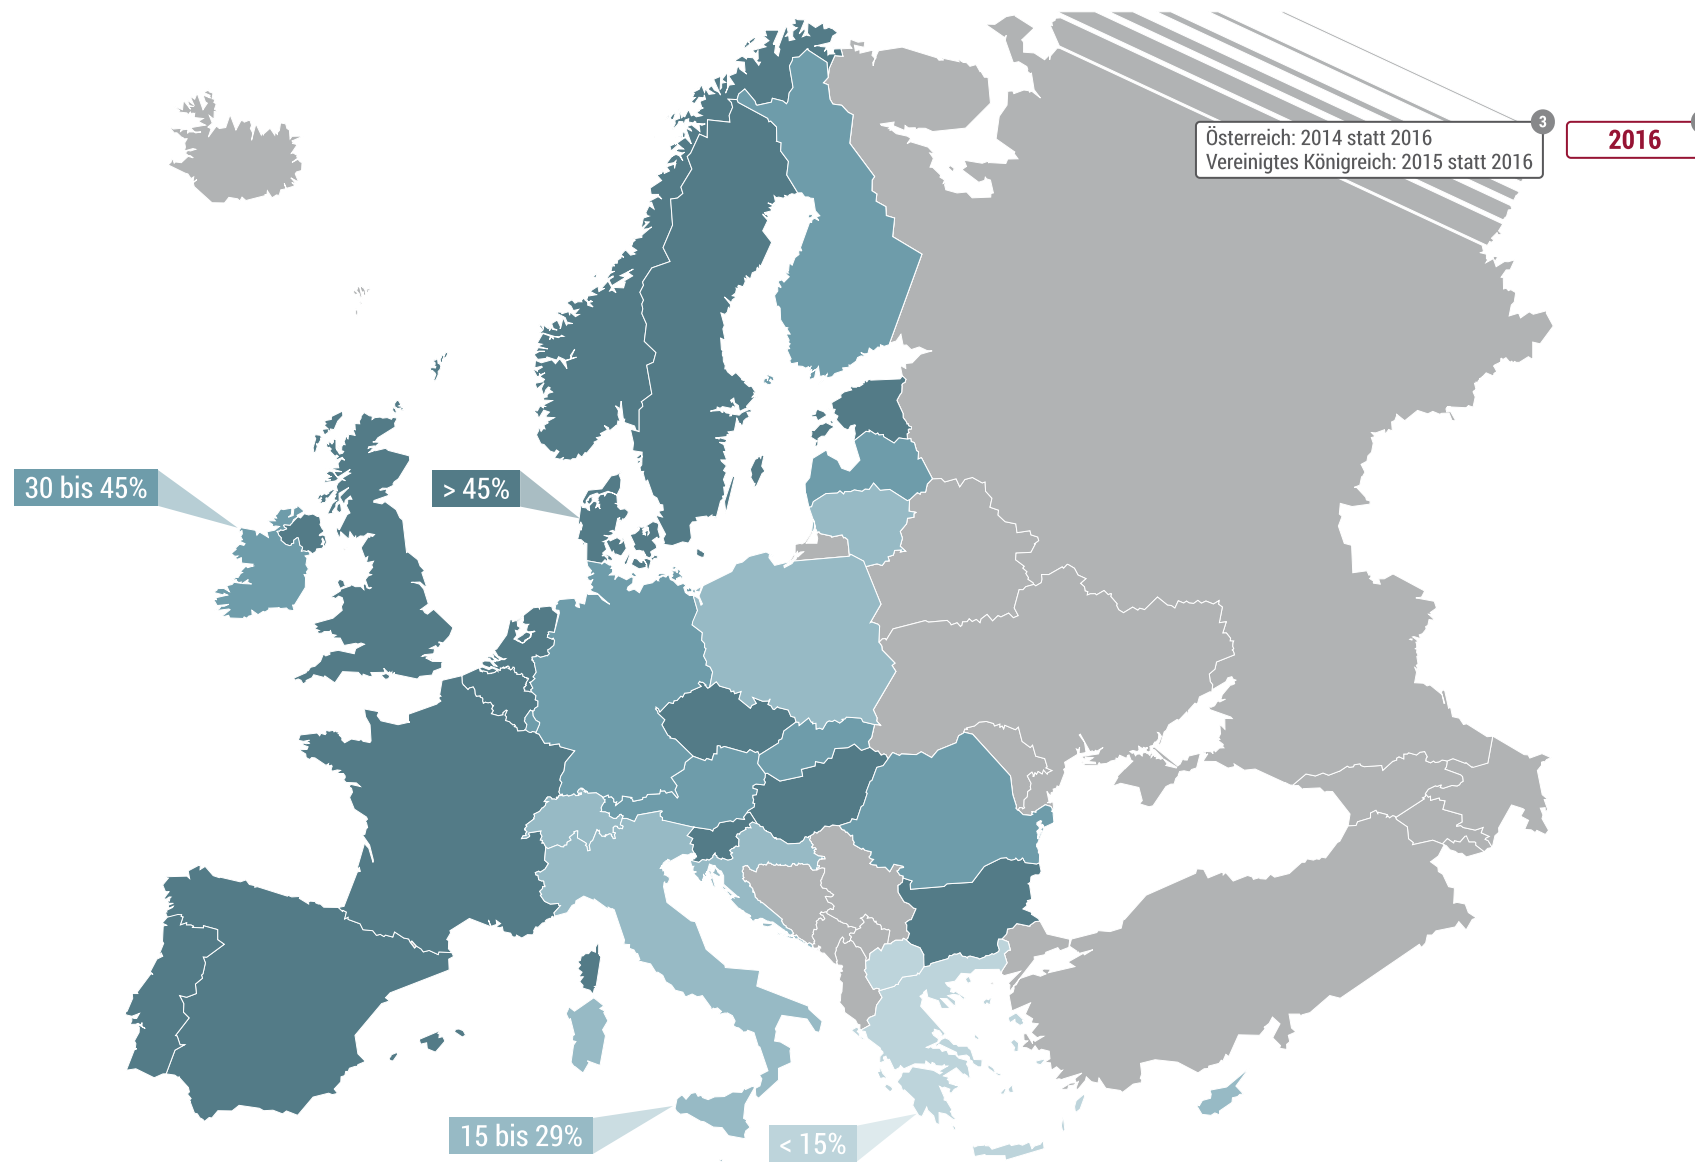 3
Österreich: 2014 statt 2016
Vereinigtes Königreich: 2015 statt 2016
2016
30 bis 45%
> 45%
15 bis 29%
< 15%